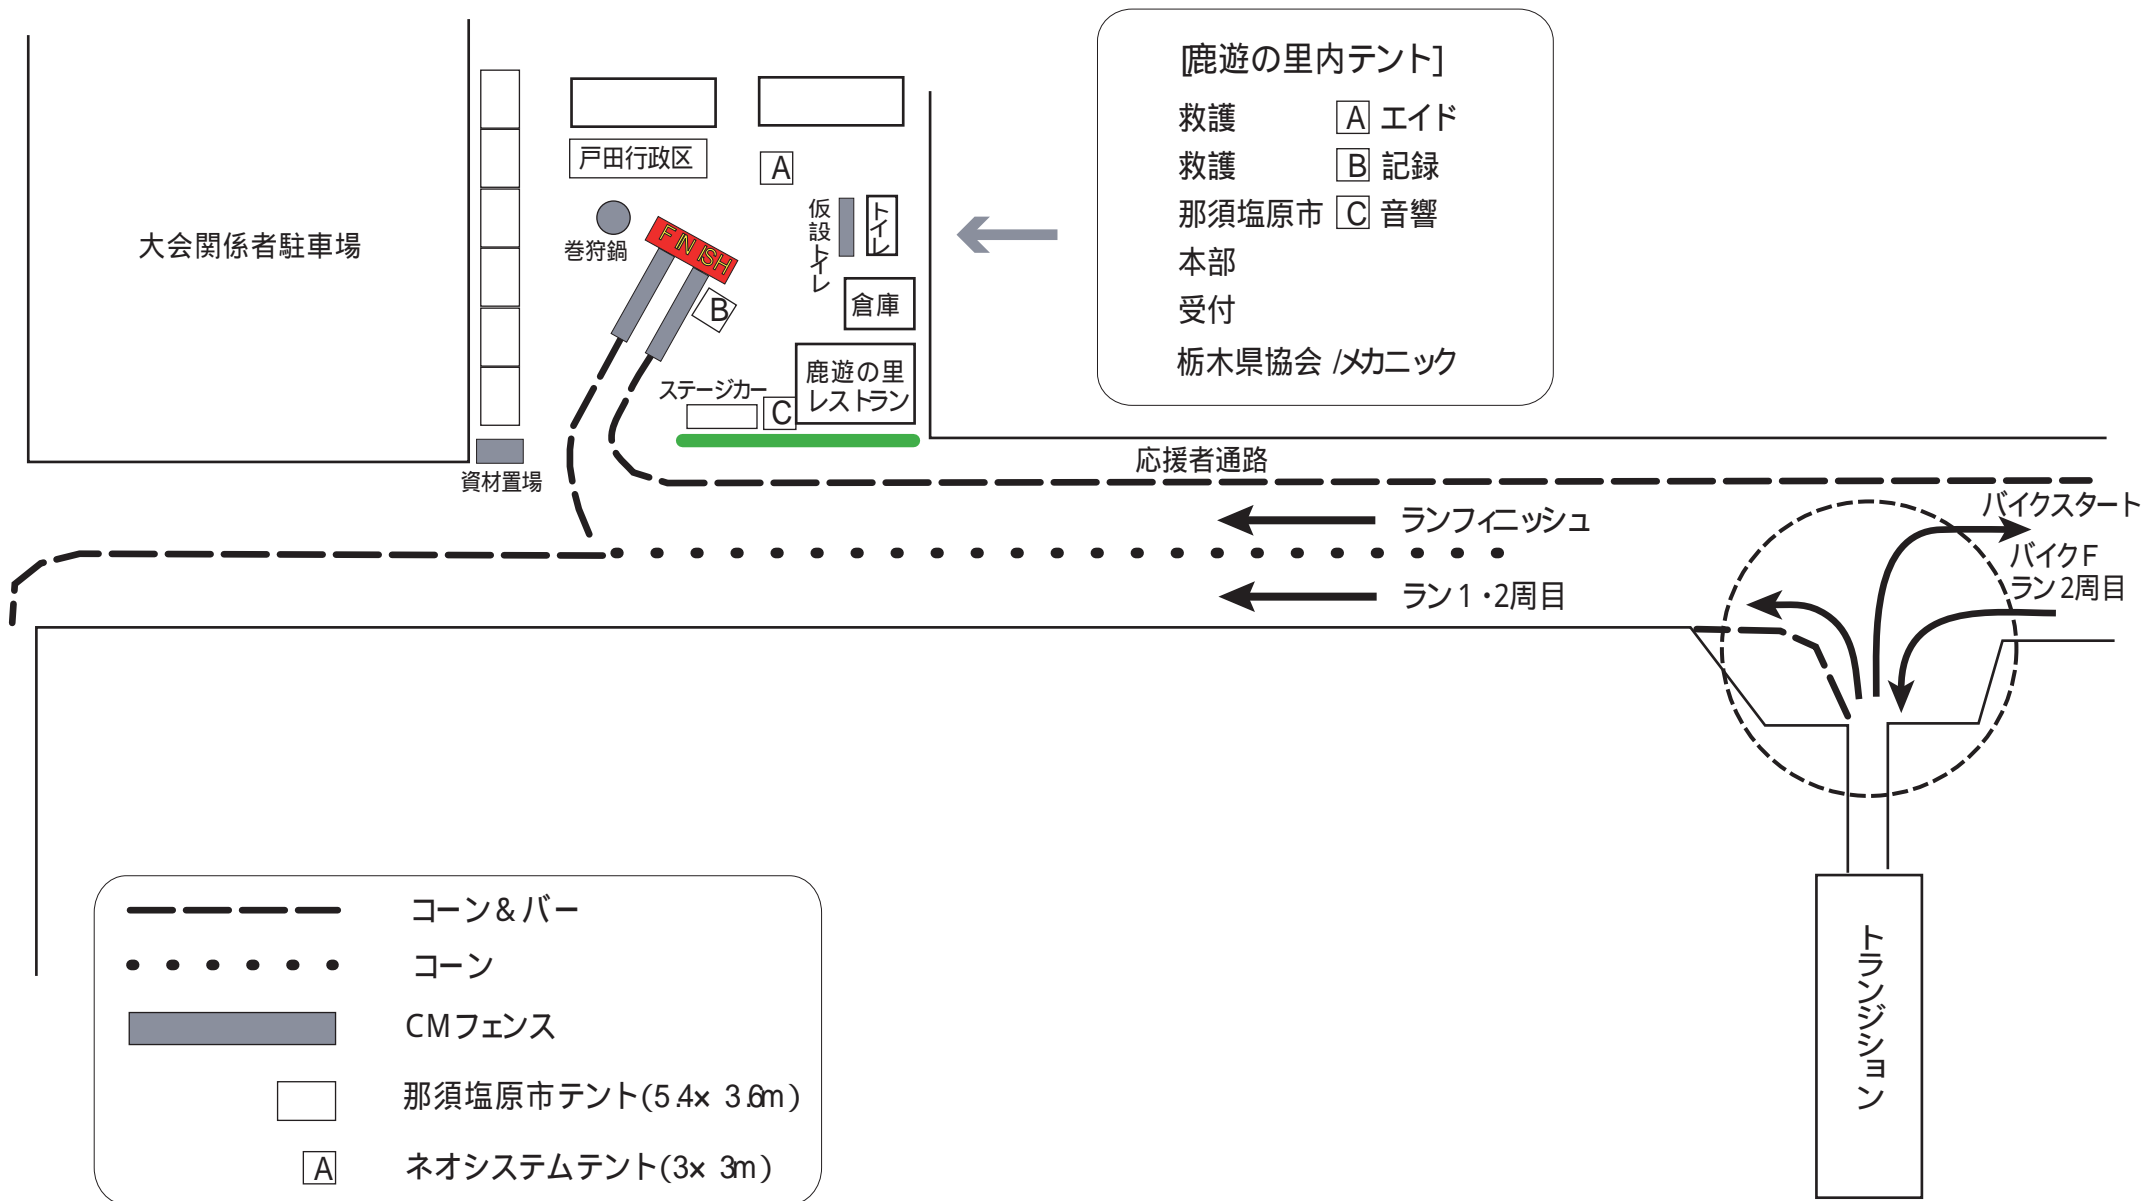 [鹿遊の里内テント]
救護
A エイド
救護
B 記録
那須塩原市
C 音響
本部
受付
栃木県協会/メカニック
大会関係者駐車場
戸田行政区
A
仮設トイレ
トイレ
巻狩鍋
FINISH
B
倉庫
鹿遊の里
レストラン
ステージカー
C
資材置場
応援者通路
ランフィニッシュ
ラン1・2周目
バイクスタート
バイクF
ラン2周目
トランジション
コーン&バー
コーン
CMフェンス
那須塩原市テント(5.4×3.6m)
A
ネオシステムテント(3×3m)